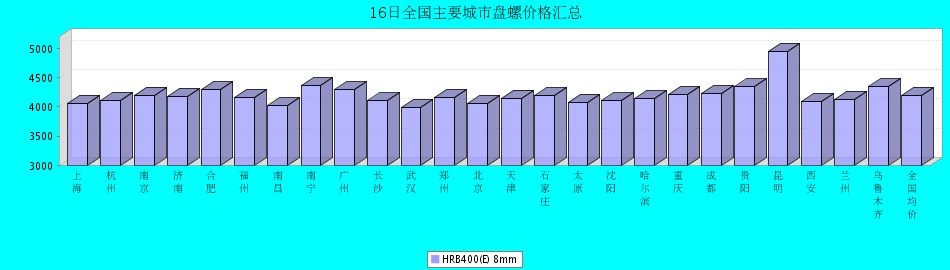 16日全国主要城市盘螺价格汇总
5000
4500
4000
3500
3000
上海
杭州
南京
济南
合肥
福州
南昌
南宁
广州
长沙
武汉
郑州
北京
天津
石家庄
太原
沈阳
哈尔滨
重庆
成都
贵阳
昆明
西安
兰州
乌鲁木齐
全国均价
HRB400(E) 8mm